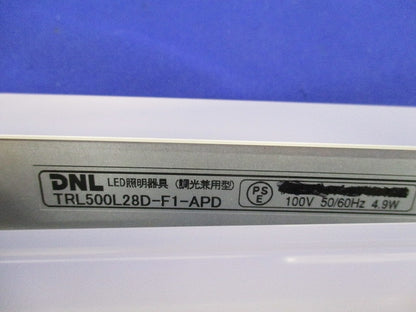 DNL LED照明器具 (調光兼用型)
TRL500L28D-F1-APD
PS
E
100V 50/60Hz 4.9W